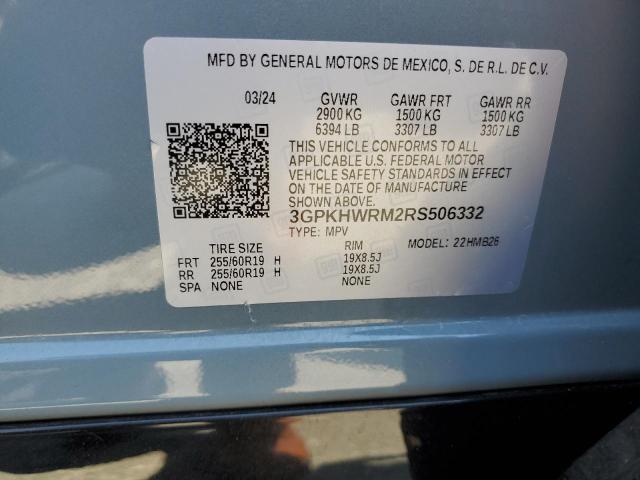 MFD BY GENERAL MOTORS DE MEXICO, S. DE R.L. DE C.V.
03/24 GVWR GAWR FRT GAWR RR
2900 KG 1500 KG 1500 KG
6394 LB 3307 LB 3307 LB
THIS VEHICLE CONFORMS TO ALL
APPLICABLE U.S. FEDERAL MOTOR
VEHICLE SAFETY STANDARDS IN EFFECT
ON THE DATE OF MANUFACTURE
SHOWN ABOVE.
3GPKHWRM2RS506332
TYPE: MPV MODEL: 22HMB26
TIRE SIZE RIM
FRT 255/60R19 H 19X8.5J
RR 255/60R19 H 19X8.5J
SPA NONE NONE